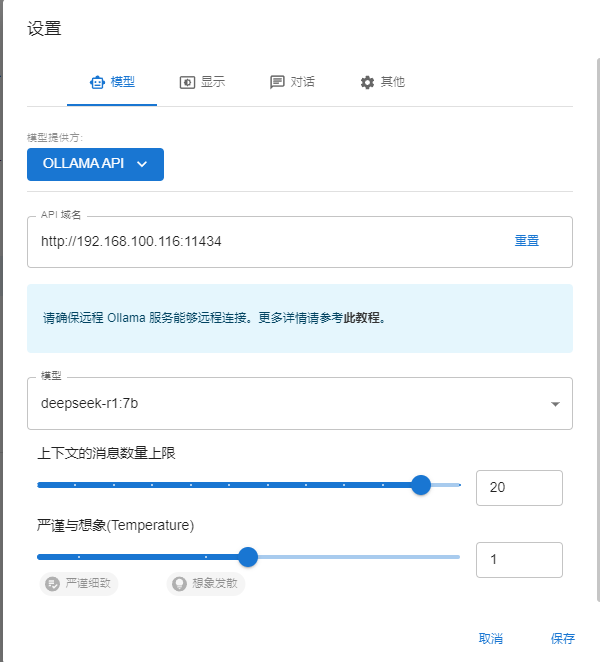 设置
模型
显示
对话
其他
模型提供方:
OLLAMA API
API 域名
http://192.168.100.116:11434
重置
请确保远程 Ollama 服务能够远程连接。更多详情请参考此教程。
模型
deepseek-r1:7b
上下文的消息数量上限
20
严谨与想象(Temperature)
1
严谨细致
想象发散
取消
保存